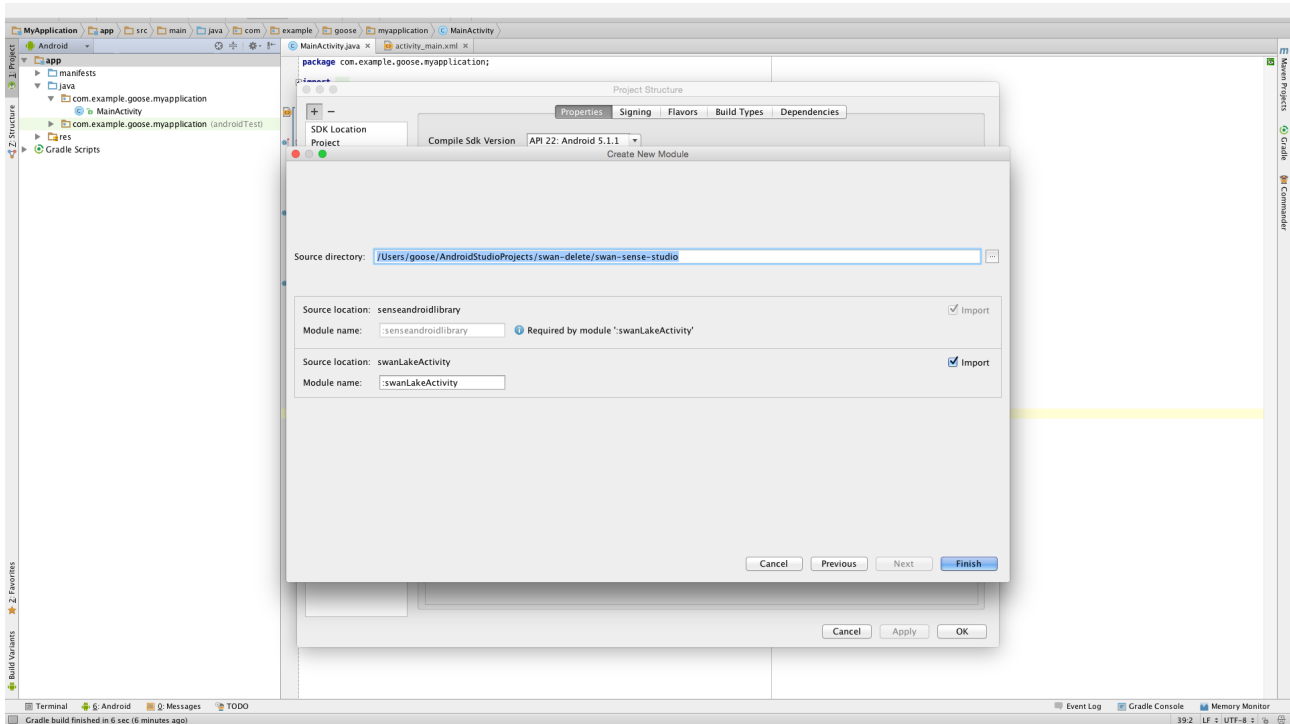 MyApplication app src main java com example goose myapplication MainActivity
Android
MainActivity.java
activity_main.xml
1: Project
Z: Structure
2: Favorites
Build Variants
app
manifests
java
com.example.goose.myapplication
MainActivity
com.example.goose.myapplication (androidTest)
res
Gradle Scripts
package com.example.goose.myapplication;
import ...
Project Structure
+ −
SDK Location
Project
Properties Signing Flavors Build Types Dependencies
Compile Sdk Version API 22: Android 5.1.1
Create New Module
Source directory: /Users/goose/AndroidStudioProjects/swan-delete/swan-sense-studio ...
Source location: senseandroidlibrary Import
Module name: :senseandroidlibrary Required by module ':swanLakeActivity'
Source location: swanLakeActivity Import
Module name: :swanLakeActivity
Cancel Previous Next Finish
Cancel Apply OK
Maven Projects
Gradle
Commander
Terminal 6: Android 0: Messages TODO Event Log Gradle Console Memory Monitor
Gradle build finished in 6 sec (6 minutes ago) 39:2 LF UTF-8